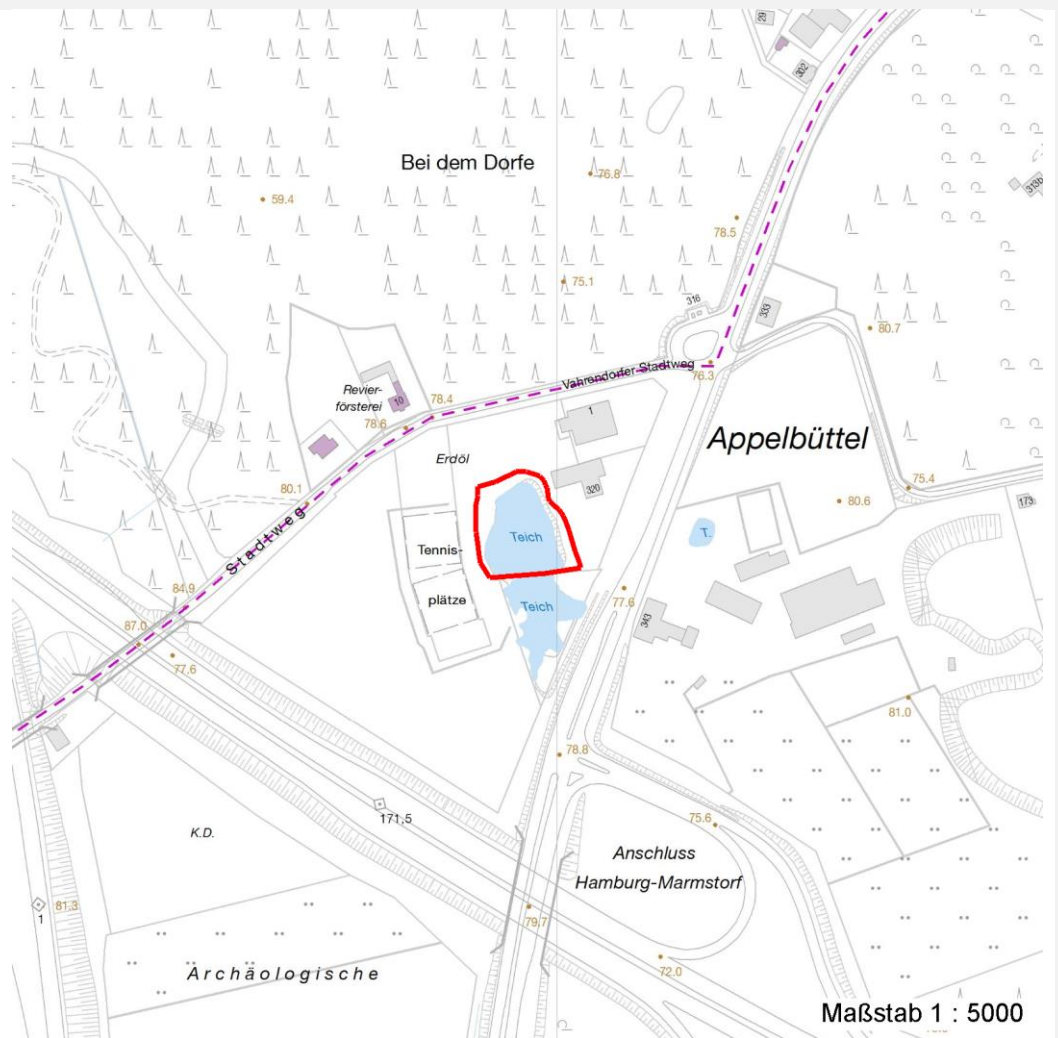 29
302
Bei dem Dorfe
76.8
59.4
313b
78.5
75.1
316
333
80.7
Vahrendorfer Stadtweg
76.3
Revier-
försterei
10
78.4
78.6
1
Appelbüttel
Erdöl
80.1
320
75.4
80.6
173
Stadtweg
Teich
T.
Tennis-
plätze
84.9
Teich
77.6
87.0
343
77.6
81.0
78.8
171,5
75.6
K.D.
Anschluss
Hamburg-Marmstorf
1
81.3
79.7
72.0
Archäologische
Maßstab 1 : 5000